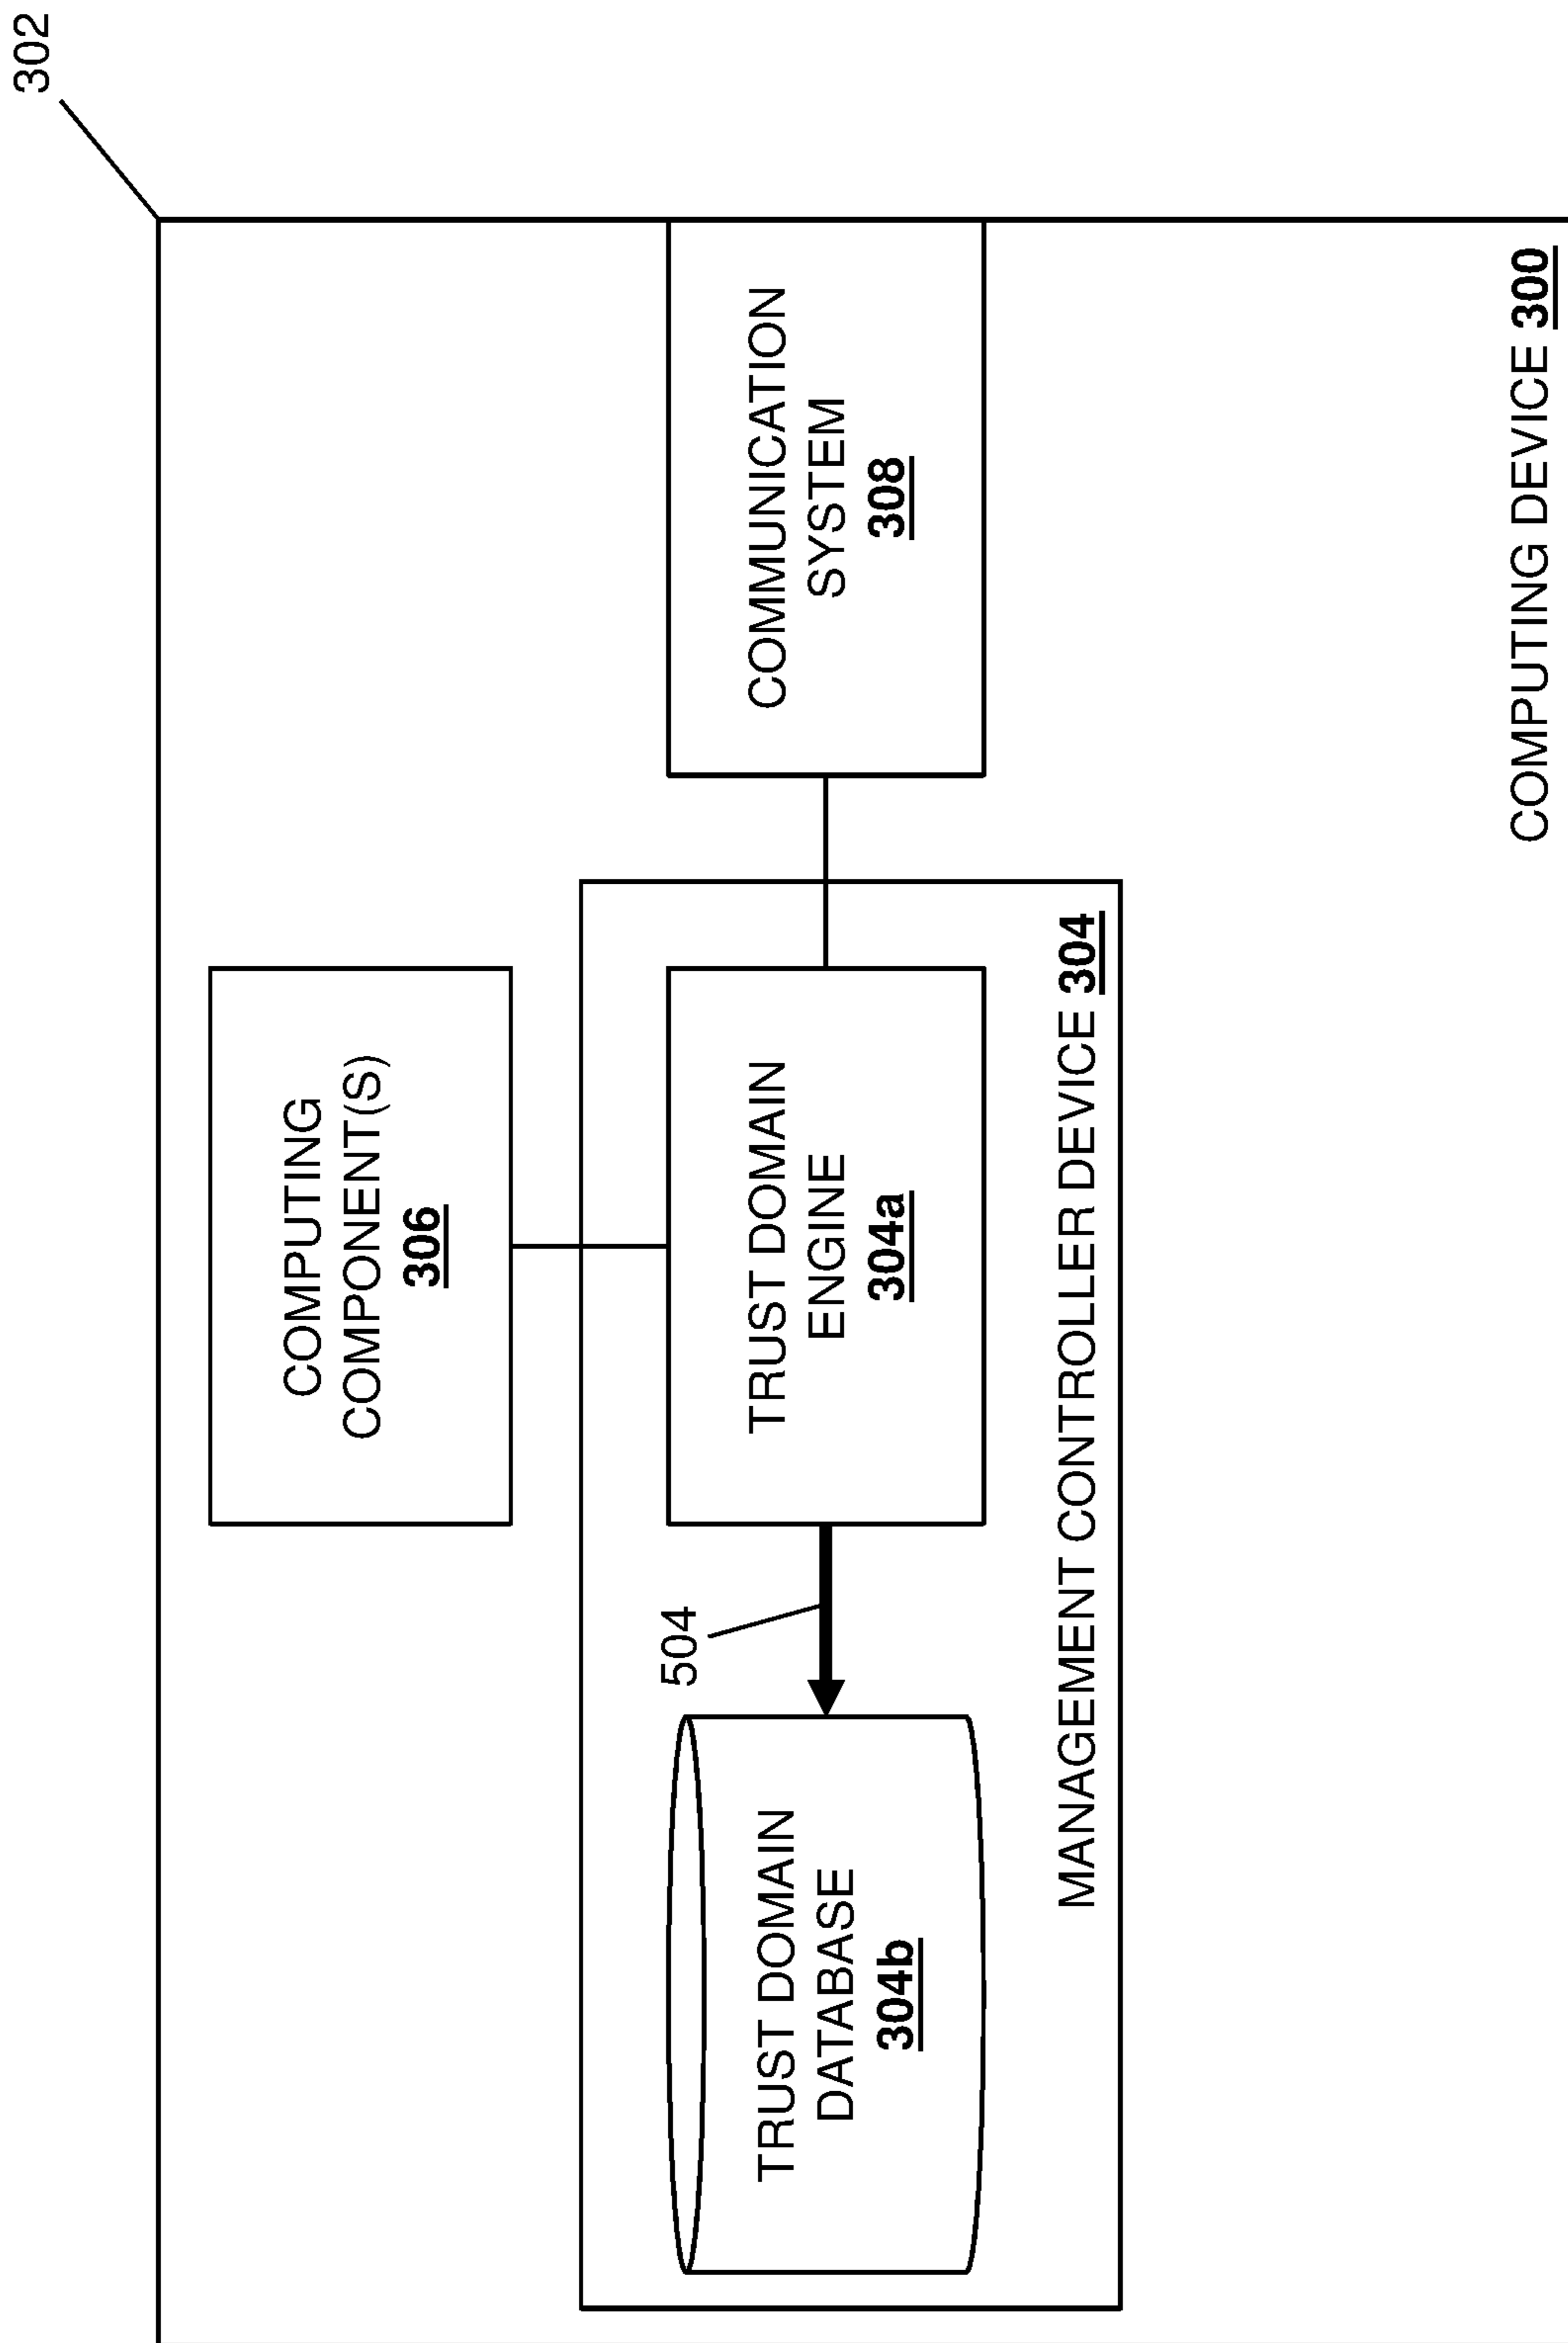 302
COMPUTING
COMPONENT(S)
306
504
TRUST DOMAIN
DATABASE
304b
TRUST DOMAIN
ENGINE
304a
COMMUNICATION
SYSTEM
308
MANAGEMENT CONTROLLER DEVICE 304
COMPUTING DEVICE 300